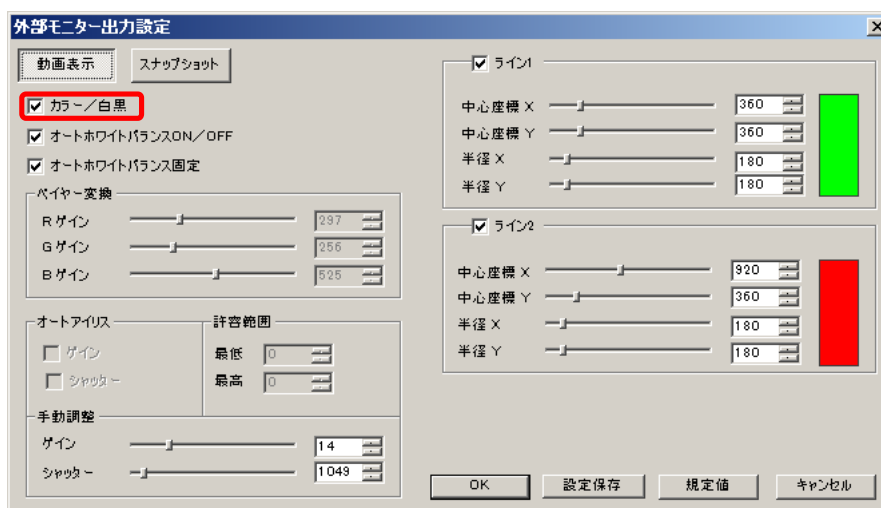 外部モニター出力設定
動画表示
スナップショット
カラー/白黒
オートホワイトバランスON/OFF
オートホワイトバランス固定
ベイヤー変換
R ゲイン 297
G ゲイン 256
B ゲイン 525
オートアイリス
ゲイン
シャッター
許容範囲
最低 0
最高 0
手動調整
ゲイン 14
シャッター 1049
ライン1
中心座標 X 360
中心座標 Y 360
半径 X 180
半径 Y 180
ライン2
中心座標 X 920
中心座標 Y 360
半径 X 180
半径 Y 180
OK
設定保存
規定値
キャンセル